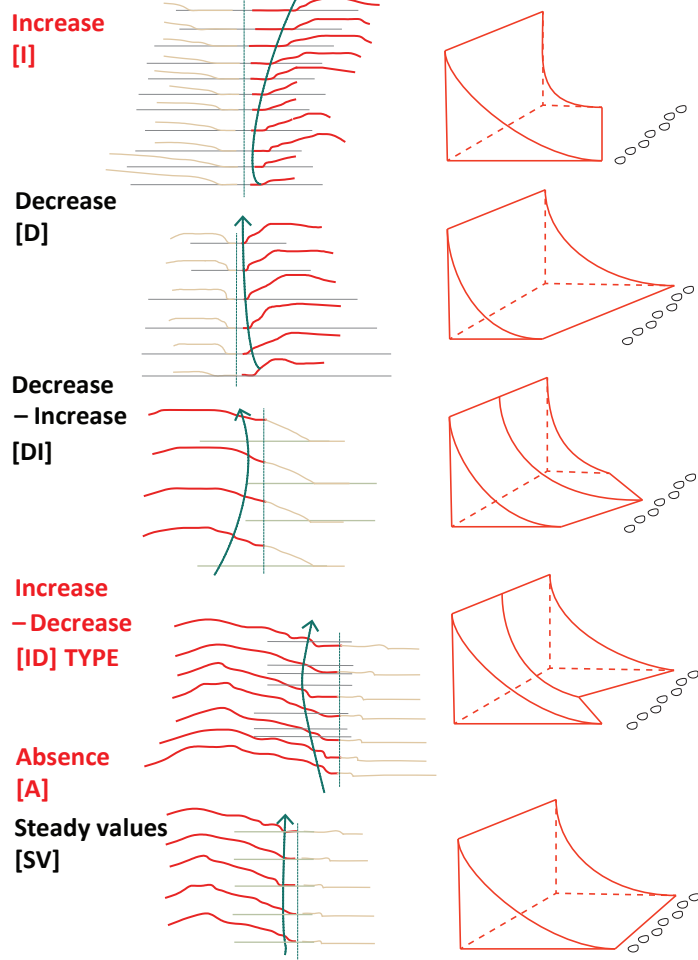 Increase
[I]
Decrease
[D]
Decrease
– Increase
[DI]
Increase
– Decrease
[ID] TYPE
Absence
[A]
Steady values
[SV]